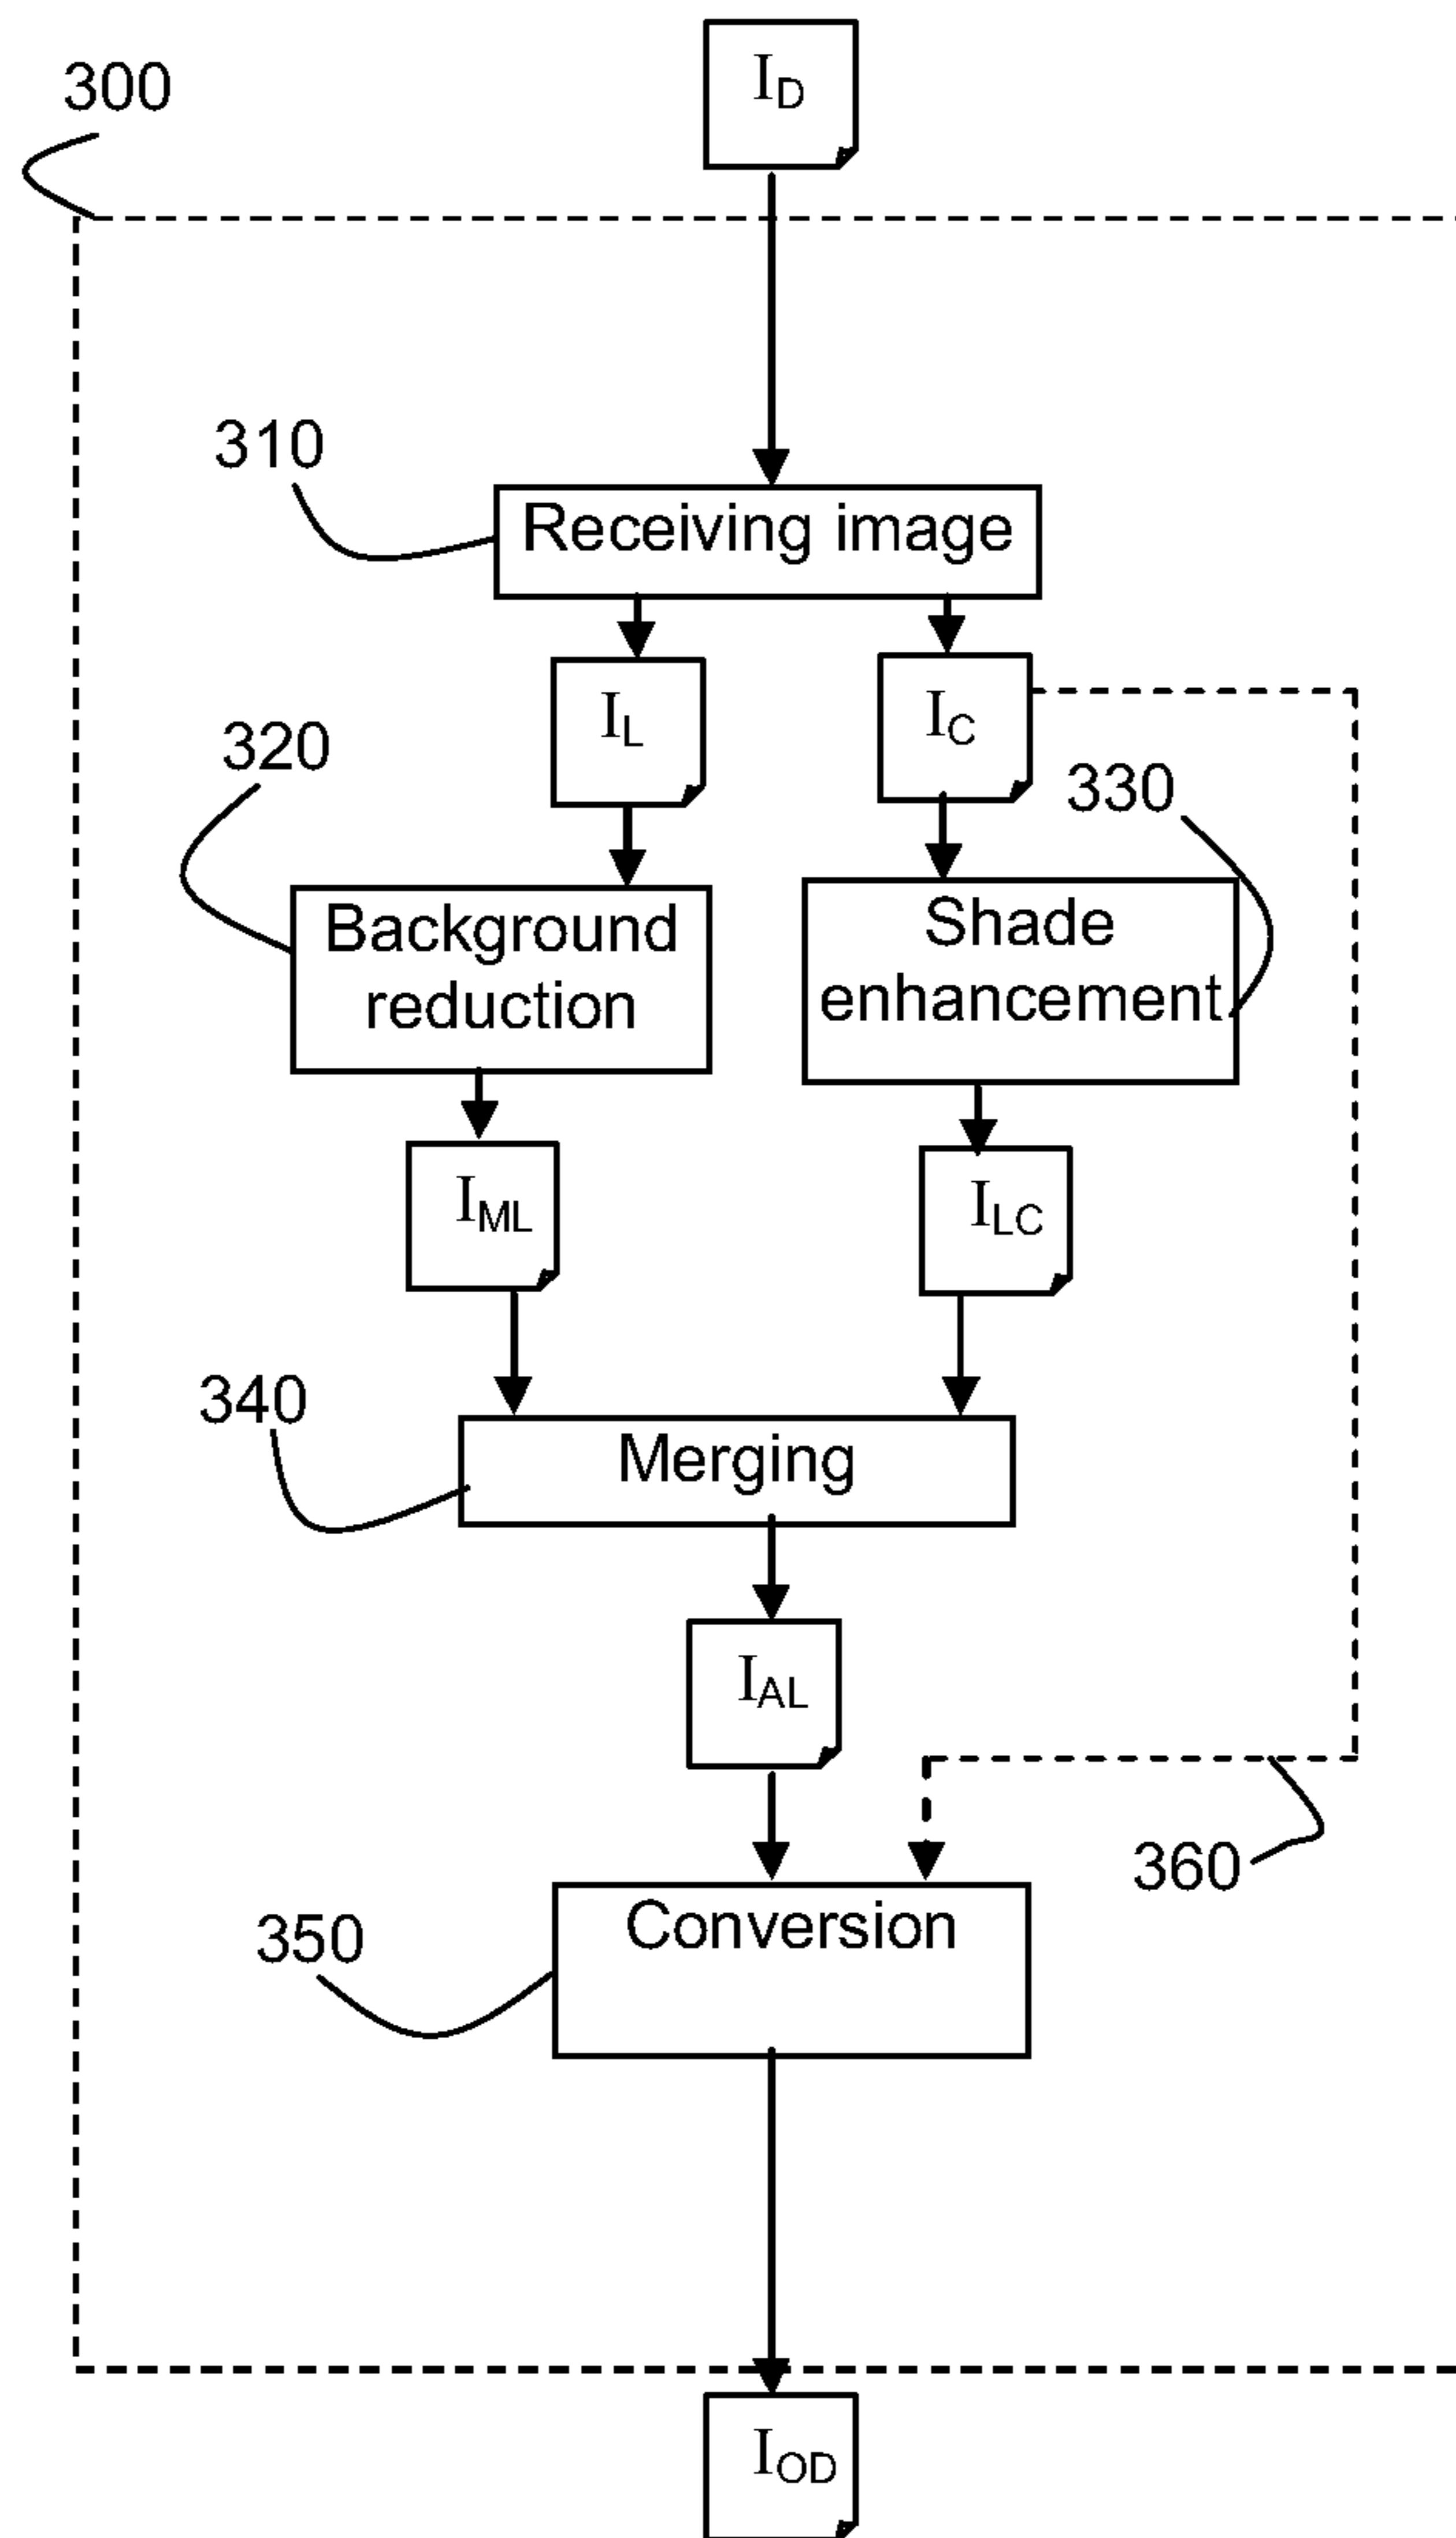 I_D
300
310
Receiving image
I_L
I_C
320
330
Background
reduction
Shade
enhancement
I_ML
I_LC
340
Merging
I_AL
360
350
Conversion
I_OD